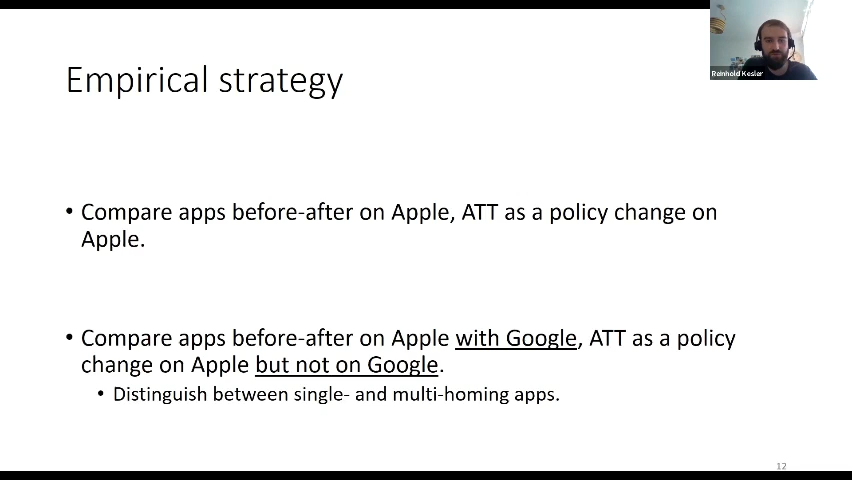 Reinhold Kesler
Empirical strategy
• Compare apps before-after on Apple, ATT as a policy change on
Apple.
• Compare apps before-after on Apple with Google, ATT as a policy
change on Apple but not on Google.
• Distinguish between single- and multi-homing apps.
12